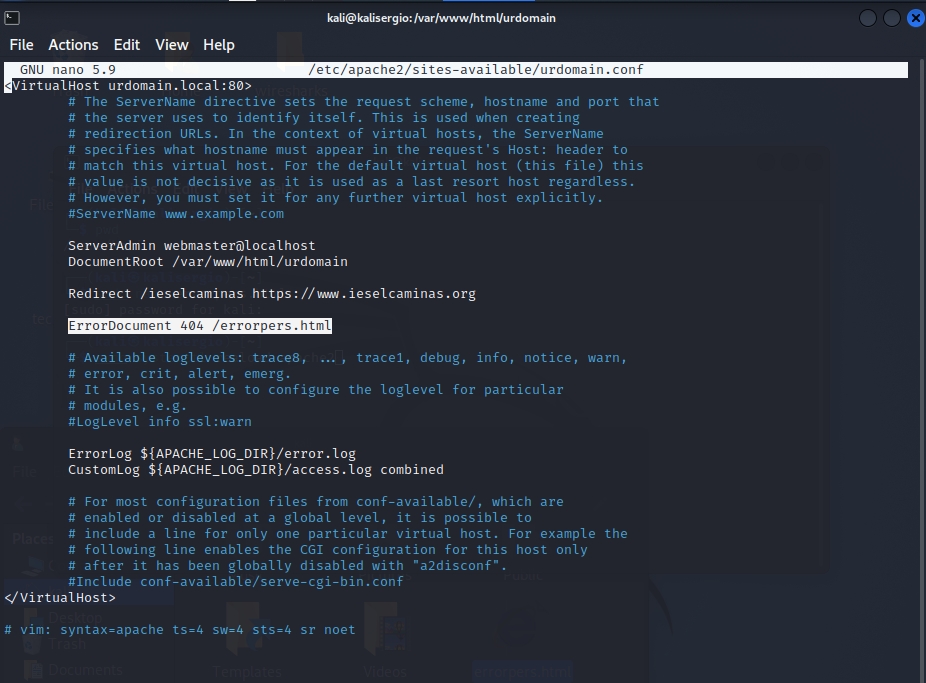 kali@kalisergio: /var/www/html/urdomain
File Actions Edit View Help
GNU nano 5.9 /etc/apache2/sites-available/urdomain.conf
<VirtualHost urdomain.local:80>
# The ServerName directive sets the request scheme, hostname and port that
# the server uses to identify itself. This is used when creating
# redirection URLs. In the context of virtual hosts, the ServerName
# specifies what hostname must appear in the request's Host: header to
# match this virtual host. For the default virtual host (this file) this
# value is not decisive as it is used as a last resort host regardless.
# However, you must set it for any further virtual host explicitly.
#ServerName www.example.com
ServerAdmin webmaster@localhost
DocumentRoot /var/www/html/urdomain
Redirect /ieselcaminas https://www.ieselcaminas.org
ErrorDocument 404 /errorpers.html
# Available loglevels: trace8, ..., trace1, debug, info, notice, warn,
# error, crit, alert, emerg.
# It is also possible to configure the loglevel for particular
# modules, e.g.
#LogLevel info ssl:warn
ErrorLog ${APACHE_LOG_DIR}/error.log
CustomLog ${APACHE_LOG_DIR}/access.log combined
# For most configuration files from conf-available/, which are
# enabled or disabled at a global level, it is possible to
# include a line for only one particular virtual host. For example the
# following line enables the CGI configuration for this host only
# after it has been globally disabled with "a2disconf".
#Include conf-available/serve-cgi-bin.conf
</VirtualHost>
# vim: syntax=apache ts=4 sw=4 sts=4 sr noet
File
Places
Desktop
Trash
Documents
Templates
Videos